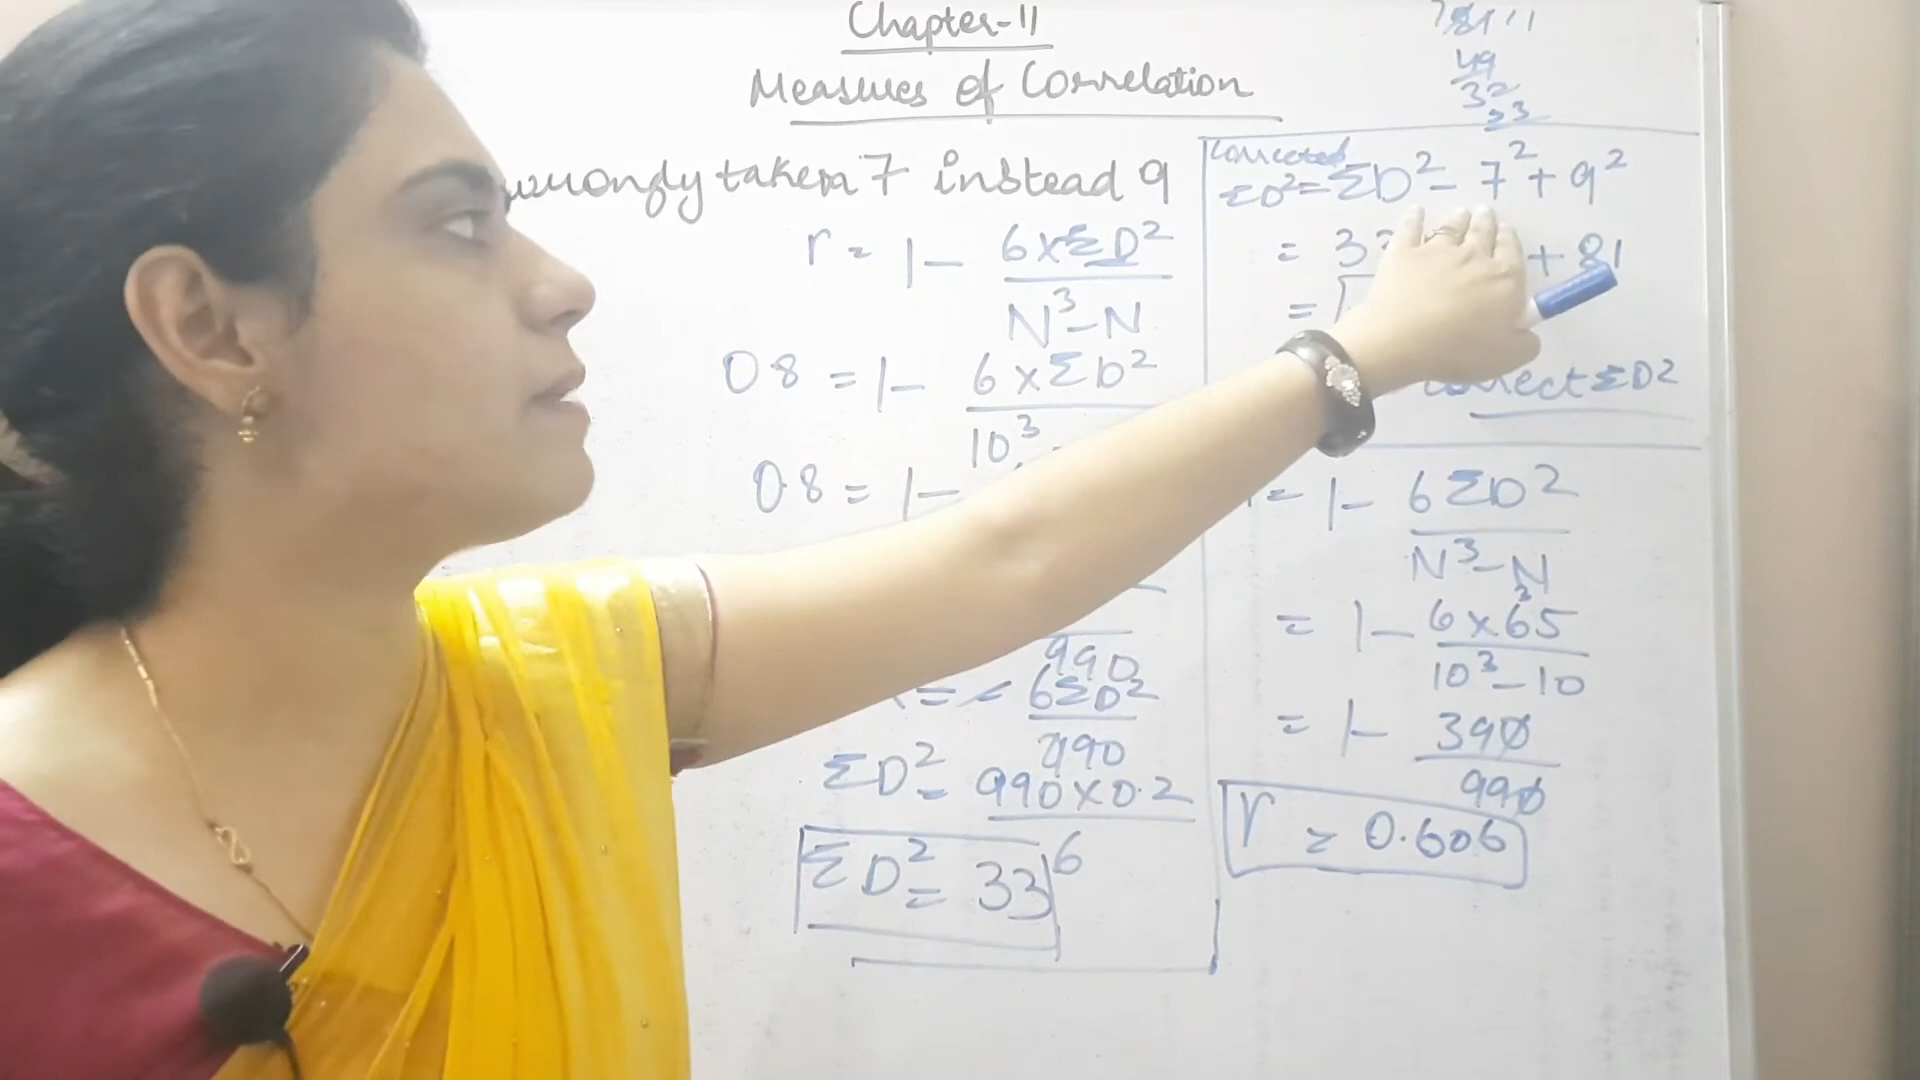 Chapter-11
Measures of Correlation
wrongly taken 7 instead 9
r = 1 - 6×ΣD²
N³-N
0.8 = 1 - 6×ΣD²
10³
0.8 = 1 -
990
= - 6ΣD²
990
ΣD² = 990×0.2
6
ΣD² = 33
49
32
33
Corrected
ΣD² = ΣD² - 7² + 9²
= 33 + 81
=
correct ΣD²
= 1 - 6ΣD²
N³-N
= 1 - 6×65
10³-10
= 1 - 390
990
r = 0.606